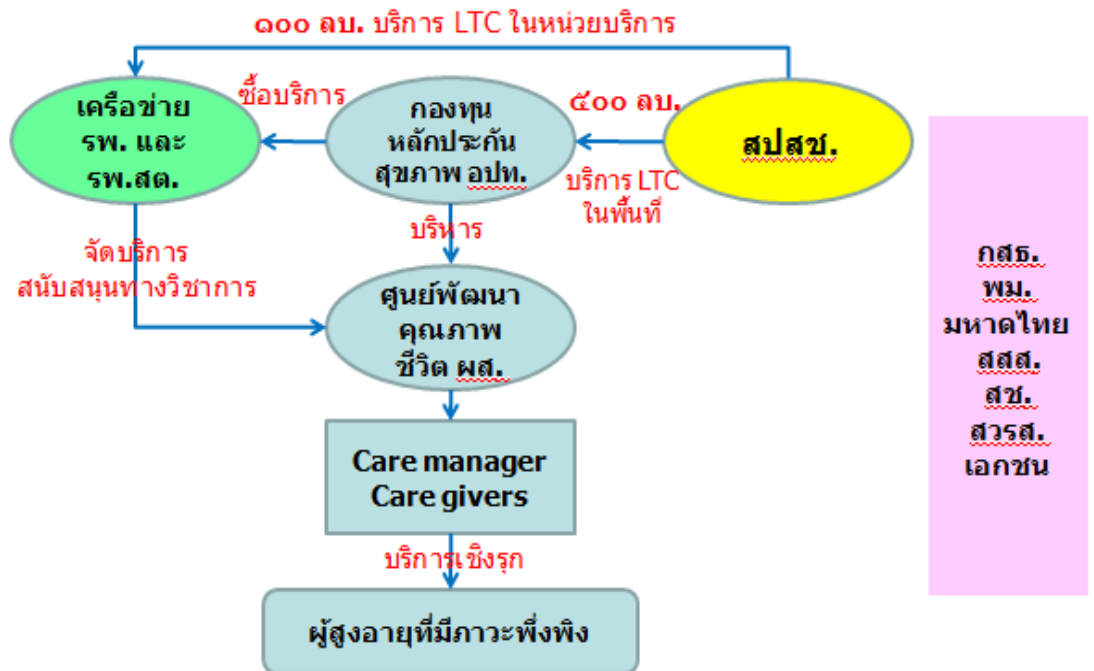 ๑๐๐ ลบ. บริการ LTC ในหน่วยบริการ
เครือข่าย
รพ. และ
รพ.สต.
ซื้อบริการ
กองทุน
หลักประกัน
สุขภาพ อปท.
๕๐๐ ลบ.
บริการ LTC
ในพื้นที่
สปสช.
บริหาร
จัดบริการ
สนับสนุนทางวิชาการ
ศูนย์พัฒนา
คุณภาพ
ชีวิต ผส.
Care manager
Care givers
บริการเชิงรุก
ผู้สูงอายุที่มีภาวะพึ่งพิง
กสธ.
พม.
มหาดไทย
สสส.
สช.
สวรส.
เอกชน